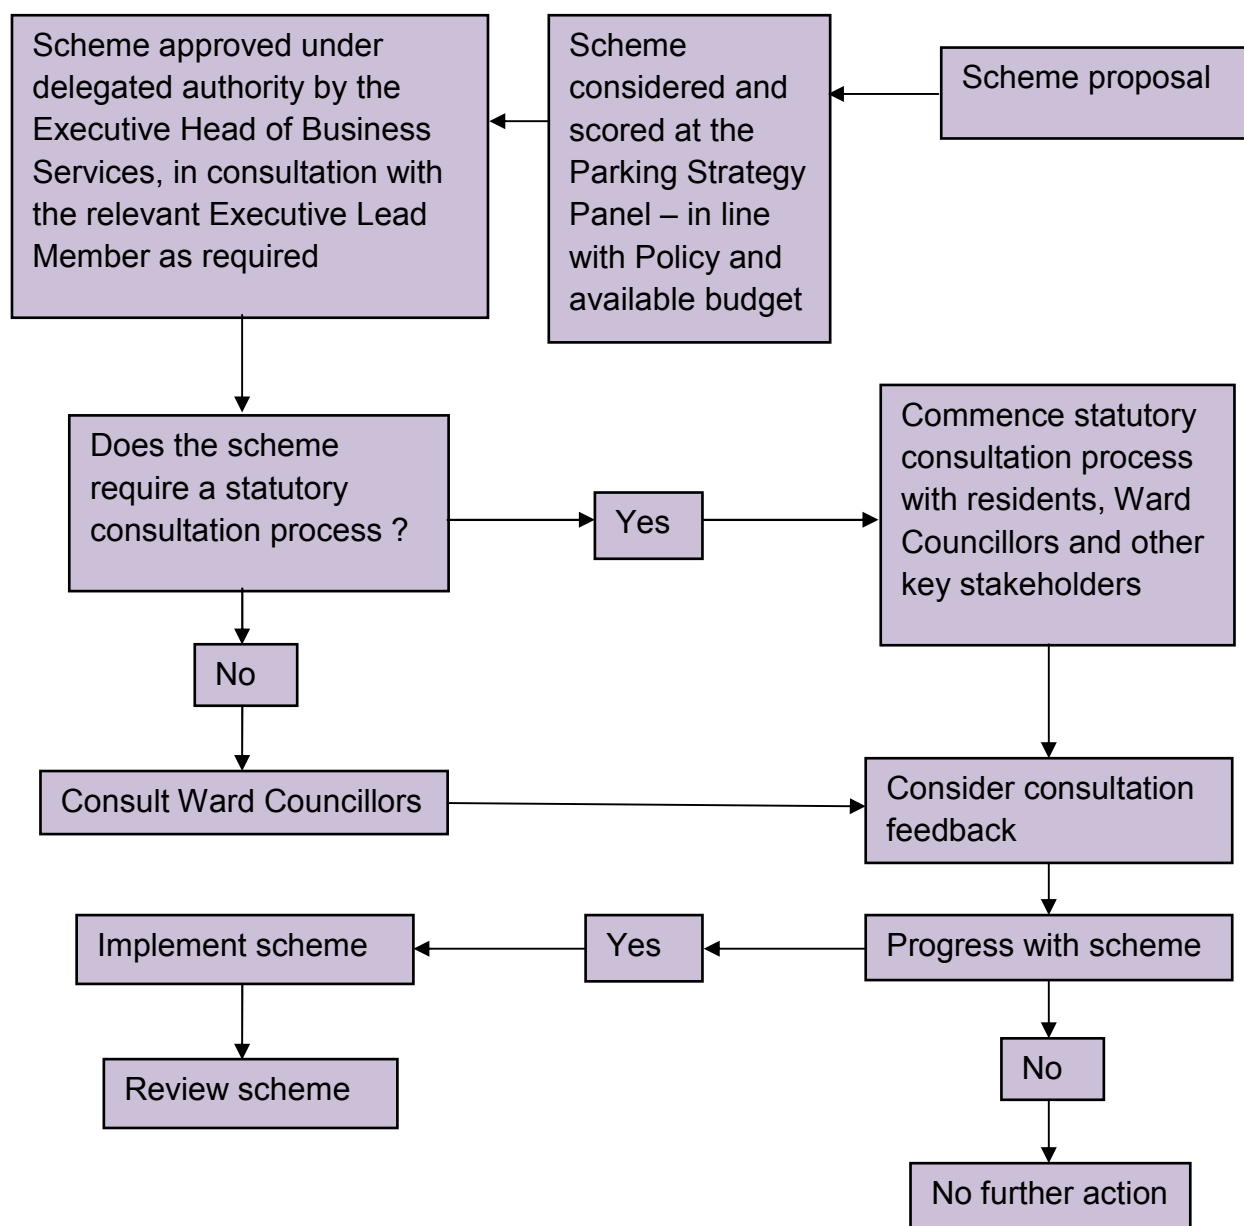 Scheme approved under
delegated authority by the
Executive Head of Business
Services, in consultation with
the relevant Executive Lead
Member as required
Scheme
considered and
scored at the
Parking Strategy
Panel – in line
with Policy and
available budget
Scheme proposal
Does the scheme
require a statutory
consultation process ?
Yes
Commence statutory
consultation process
with residents, Ward
Councillors and other
key stakeholders
No
Consult Ward Councillors
Consider consultation
feedback
Implement scheme
Yes
Progress with scheme
Review scheme
No
No further action